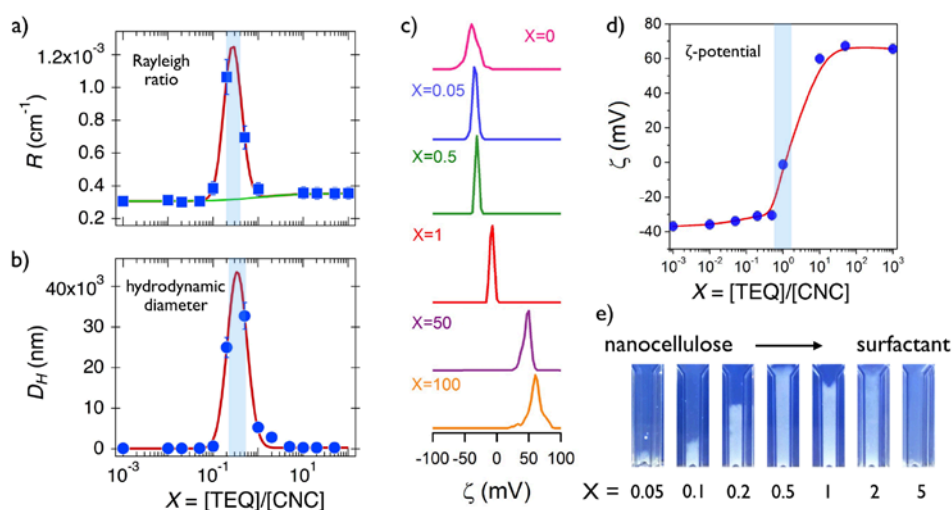 a)
1.2×10⁻³
1.0
0.8
0.6
0.4
0.2
R (cm⁻¹)
Rayleigh
ratio
b)
40x10³
30
20
10
0
D_H (nm)
hydrodynamic
diameter
10⁻³
10⁻¹
10¹
X = [TEQ]/[CNC]
c)
X=0
X=0.05
X=0.5
X=1
X=50
X=100
-100 -50 0 50 100
ζ (mV)
d)
80
60
40
20
0
-20
-40
-60
ζ (mV)
ζ-potential
10⁻³ 10⁻² 10⁻¹ 10⁰ 10¹ 10² 10³
X = [TEQ]/[CNC]
e)
nanocellulose surfactant
X = 0.05 0.1 0.2 0.5 1 2 5